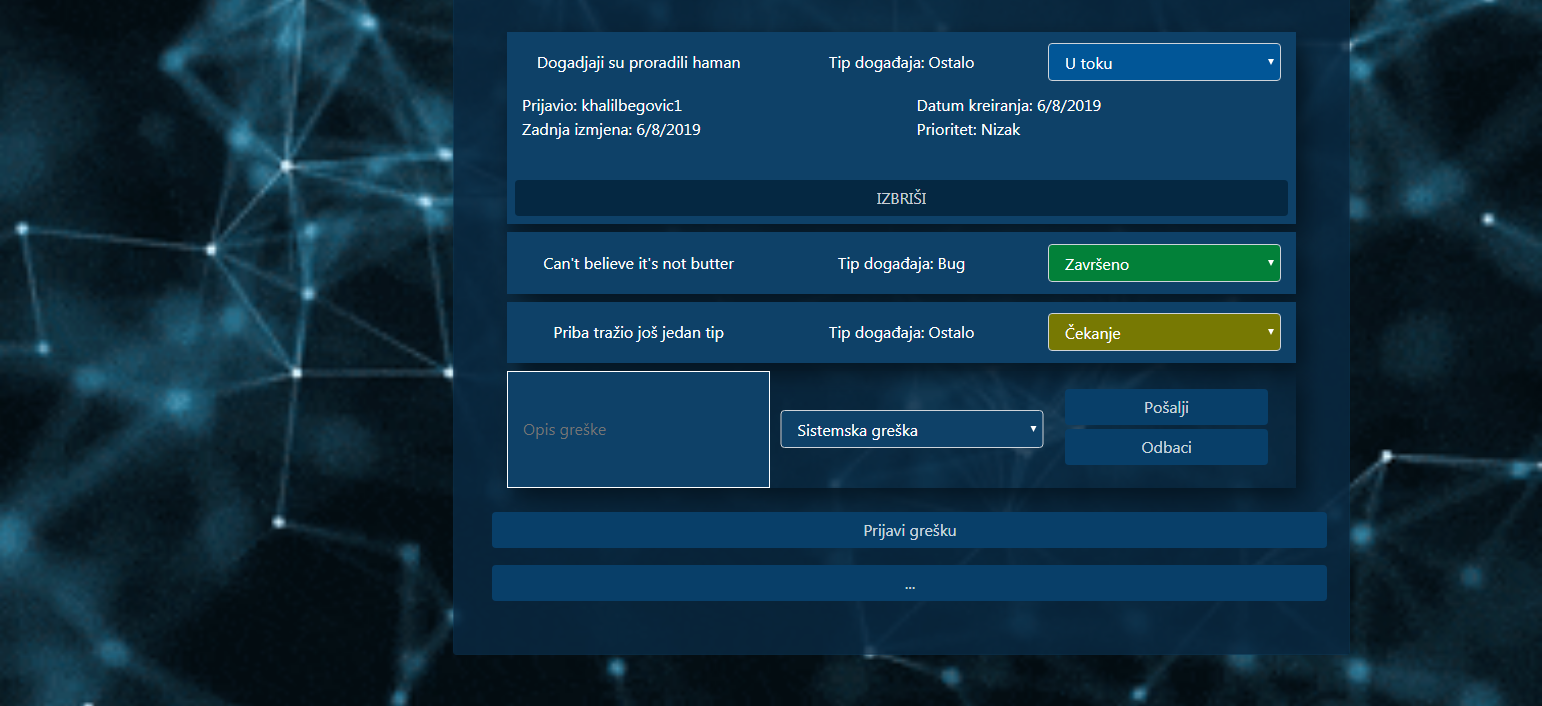 Dogadjaji su proradili haman Tip događaja: Ostalo U toku
Prijavio: khalilbegovic1 Datum kreiranja: 6/8/2019
Zadnja izmjena: 6/8/2019 Prioritet: Nizak
IZBRIŠI
Can't believe it's not butter Tip događaja: Bug Završeno
Priba tražio još jedan tip Tip događaja: Ostalo Čekanje
Opis greške Sistemska greška Pošalji
Odbaci
Prijavi grešku
...